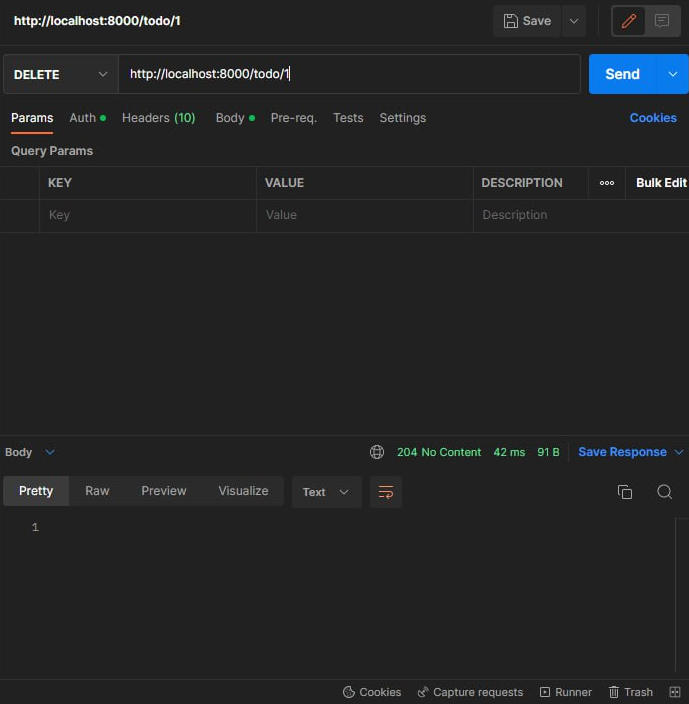 http://localhost:8000/todo/1
Save
DELETE
http://localhost:8000/todo/1
Send
Params Auth Headers (10) Body Pre-req. Tests Settings Cookies
Query Params
KEY VALUE DESCRIPTION Bulk Edit
Key Value Description
Body 204 No Content 42 ms 91 B Save Response
Pretty Raw Preview Visualize Text
1
Cookies Capture requests Runner Trash